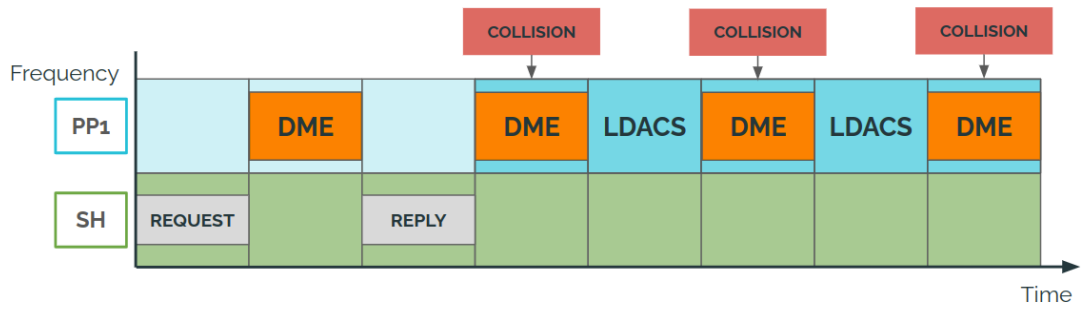 COLLISION COLLISION COLLISION
Frequency
PP1 DME DME LDACS DME LDACS DME
SH REQUEST REPLY
Time